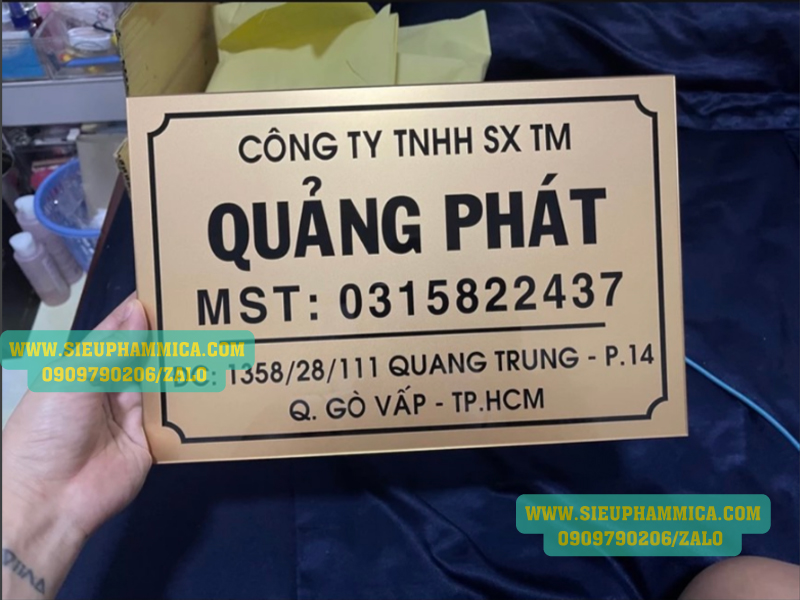 CÔNG TY TNHH SX TM
QUẢNG PHÁT
MST: 0315822437
ĐC: 1358/28/111 QUANG TRUNG - P.14
Q. GÒ VẤP - TP.HCM
WWW.SIEUPHAMMICA.COM
0909790206/ZALO
WWW.SIEUPHAMMICA.COM
0909790206/ZALO